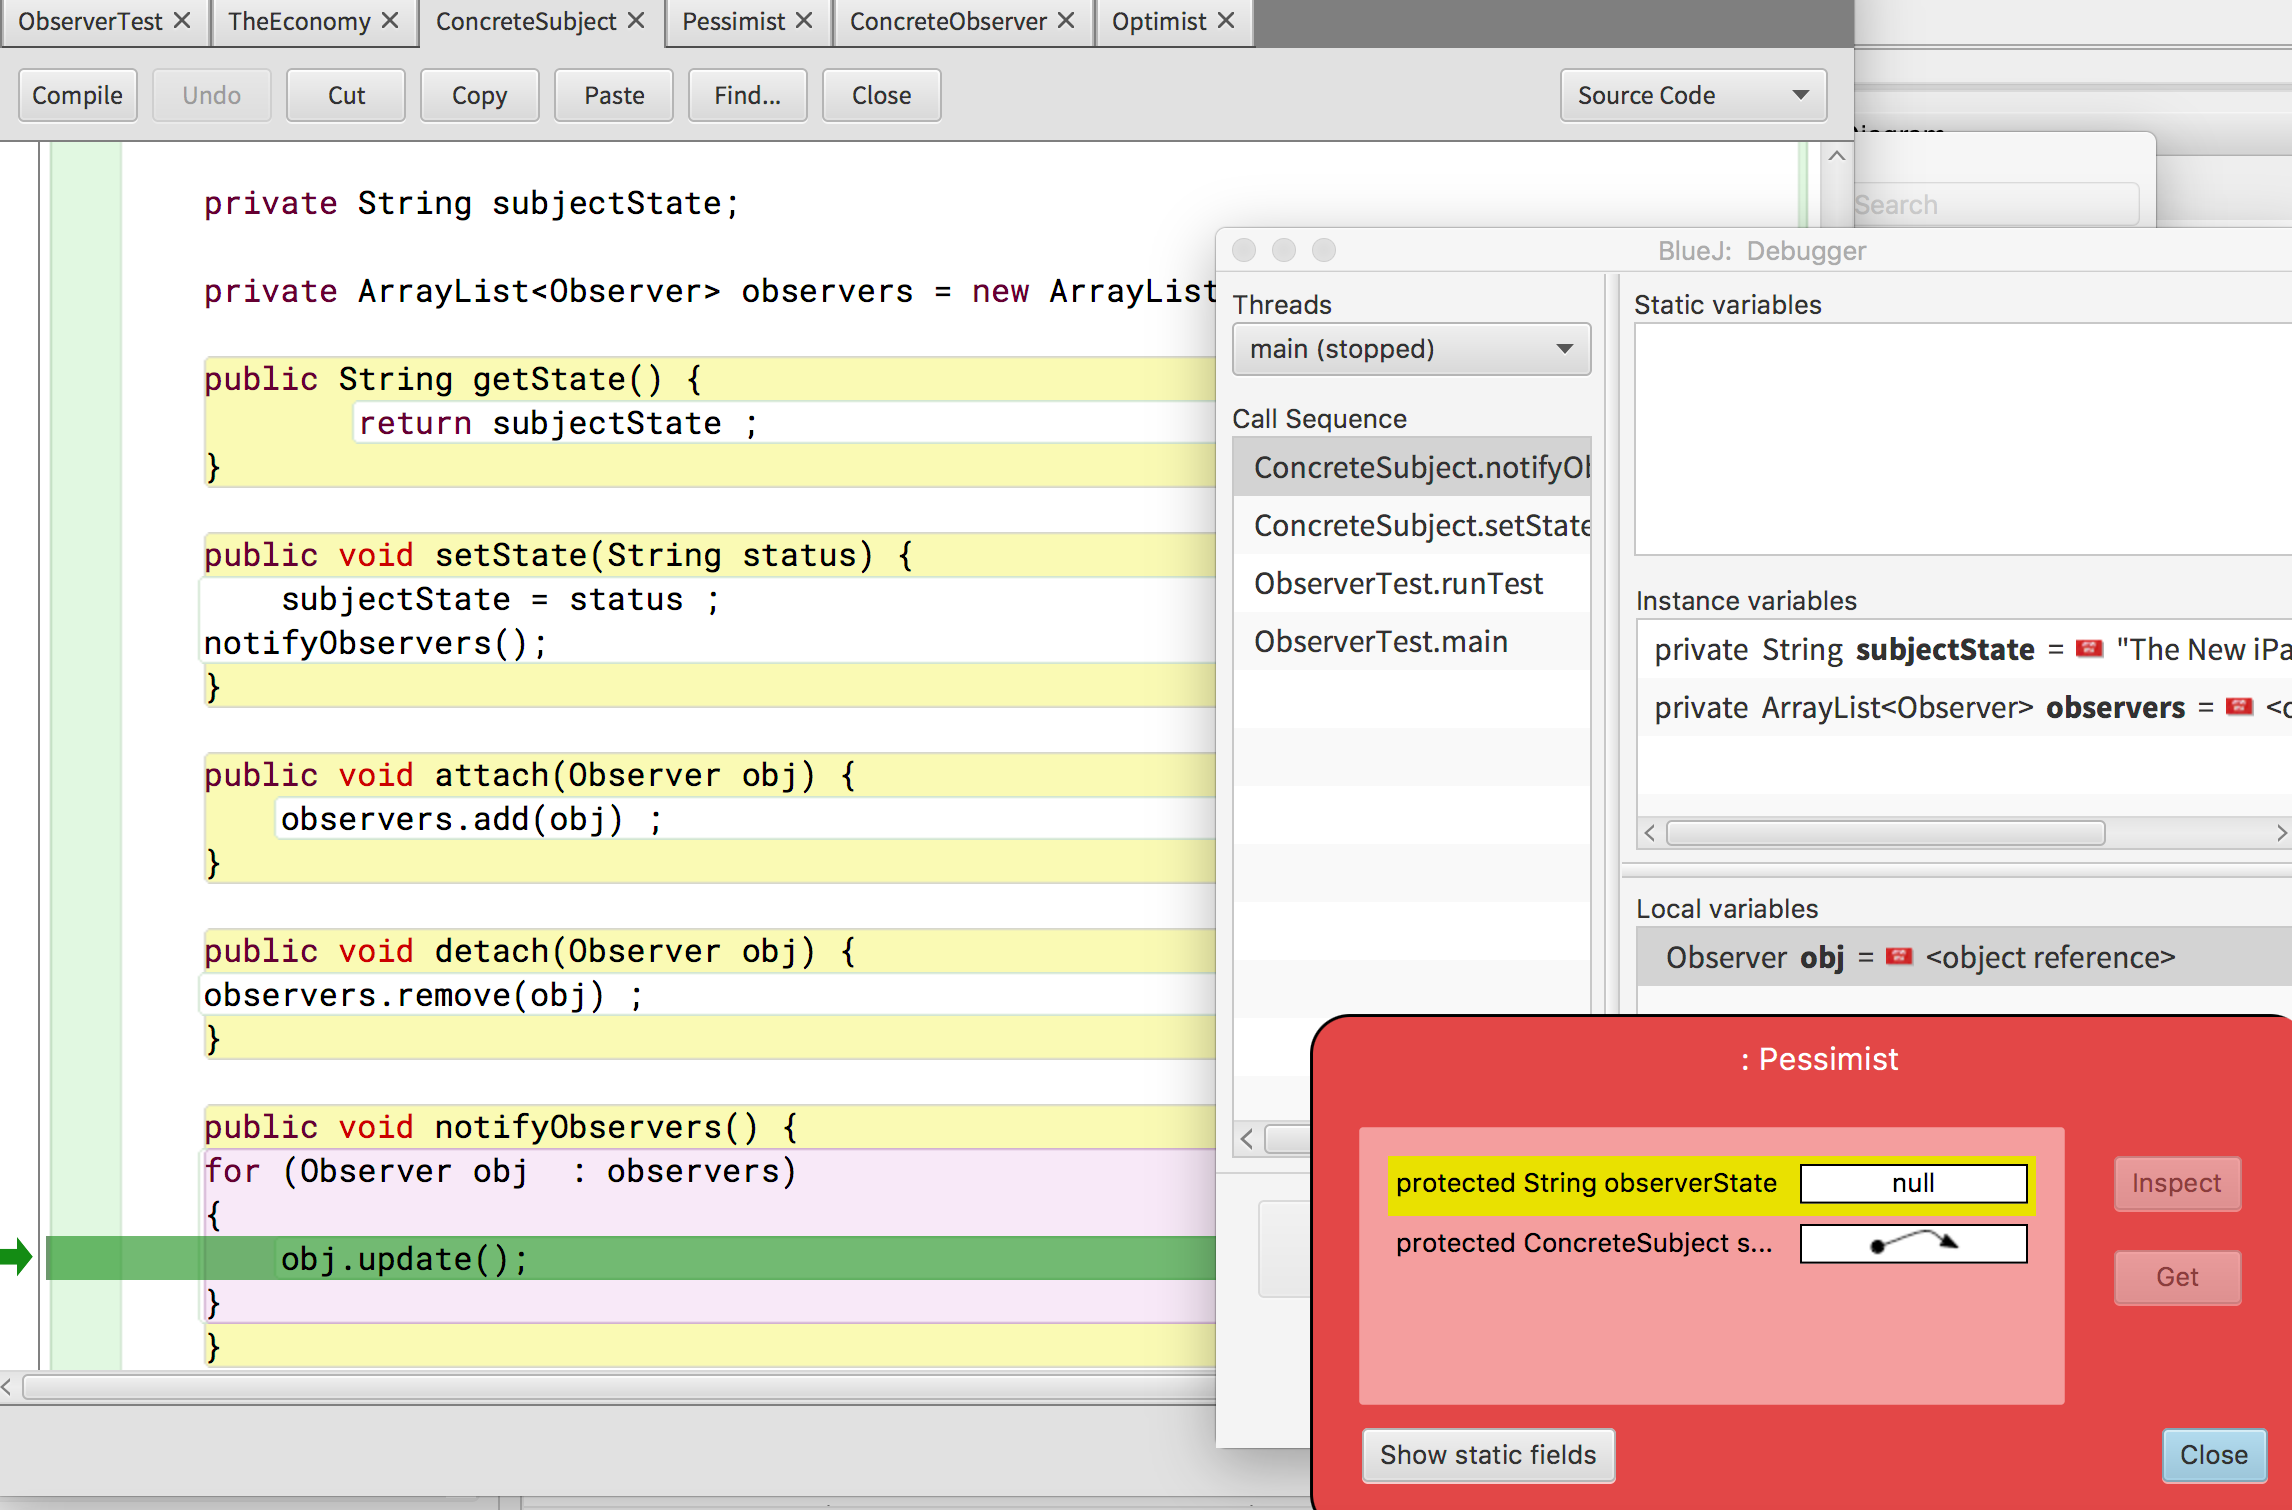 ObserverTest TheEconomy ConcreteSubject Pessimist ConcreteObserver Optimist
Compile Undo Cut Copy Paste Find... Close Source Code
private String subjectState;
private ArrayList<Observer> observers = new ArrayList
public String getState() {
return subjectState ;
}
public void setState(String status) {
subjectState = status ;
notifyObservers();
}
public void attach(Observer obj) {
observers.add(obj) ;
}
public void detach(Observer obj) {
observers.remove(obj) ;
}
public void notifyObservers() {
for (Observer obj : observers)
{
obj.update();
}
}
Search
BlueJ: Debugger
Threads
main (stopped)
Call Sequence
ConcreteSubject.notifyOb
ConcreteSubject.setState
ObserverTest.runTest
ObserverTest.main
Static variables
Instance variables
private String subjectState = "The New iPa
private ArrayList<Observer> observers = <o
Local variables
Observer obj = <object reference>
: Pessimist
protected String observerState null
protected ConcreteSubject s...
Inspect
Get
Show static fields
Close